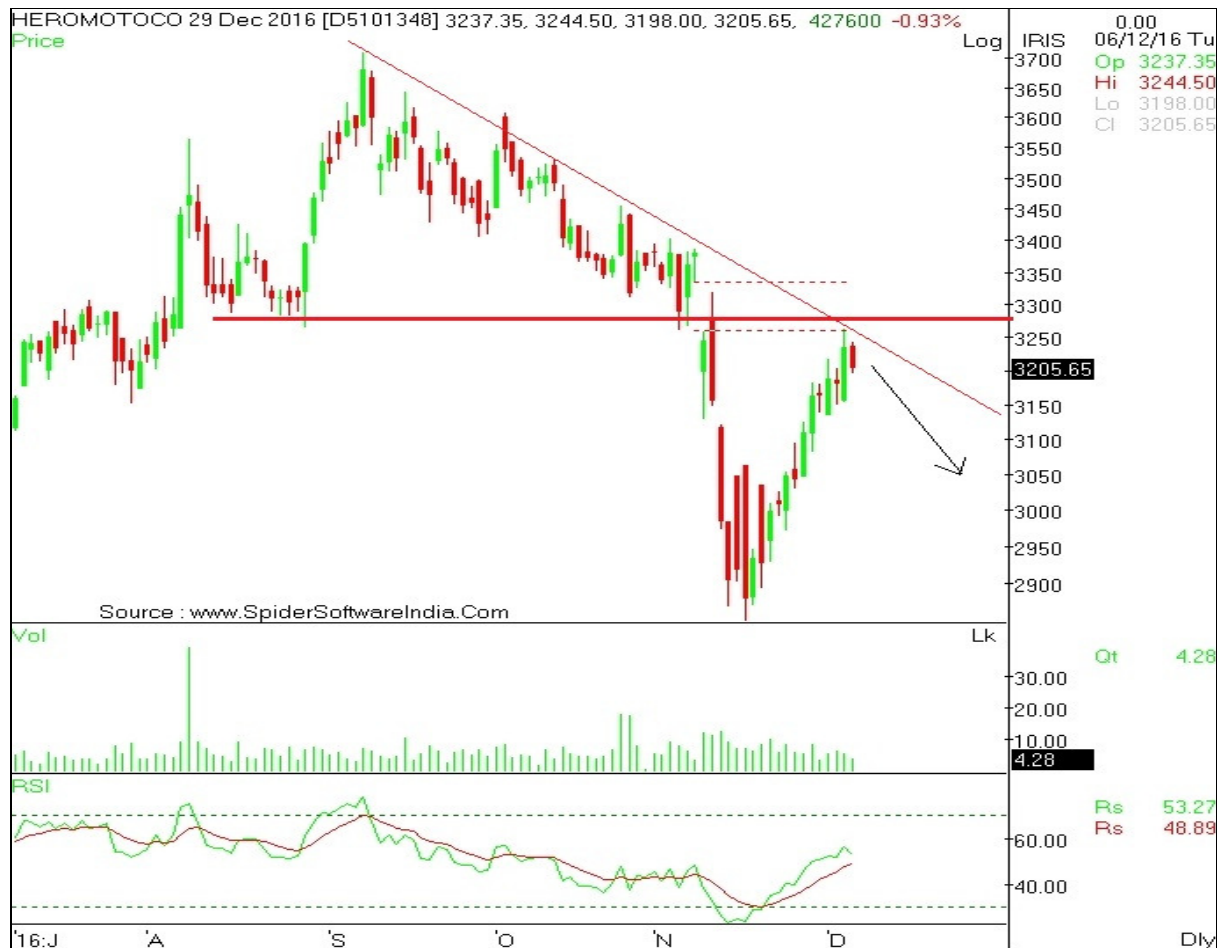 HEROMOTOCO 29 Dec 2016 [D5101348] 3237.35, 3244.50, 3198.00, 3205.65, 427600 -0.93%
0.00
Price
Log
IRIS
06/12/16 Tu
Op 3237.35
Hi 3244.50
Lo 3198.00
Cl 3205.65
3700
3650
3600
3550
3500
3450
3400
3350
3300
3250
3205.65
3150
3100
3050
3000
2950
2900
Source : www.SpiderSoftwareIndia.Com
Vol
Lk
Qt 4.28
30.00
20.00
10.00
4.28
RSI
Rs 53.27
Rs 48.89
60.00
40.00
'16:J 'A 'S 'O 'N 'D
Dly